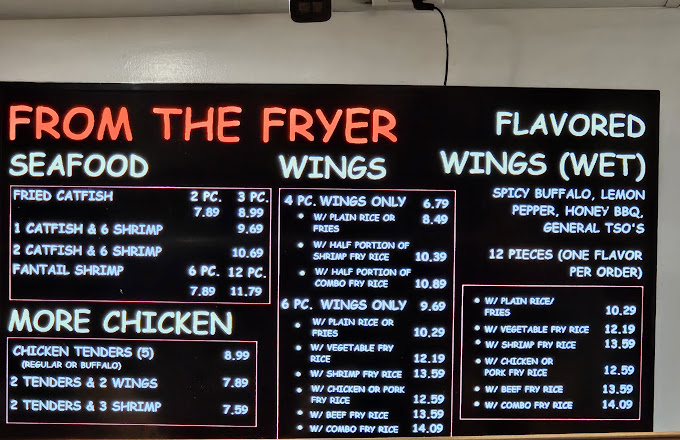 FROM THE FRYER
SEAFOOD
FRIED CATFISH 2 PC. 3 PC.
7.89 8.99
1 CATFISH & 6 SHRIMP 9.69
2 CATFISH & 6 SHRIMP 10.69
FANTAIL SHRIMP 6 PC. 12 PC.
7.89 11.79
MORE CHICKEN
CHICKEN TENDERS (5) 8.99
(REGULAR OR BUFFALO)
2 TENDERS & 2 WINGS 7.89
2 TENDERS & 3 SHRIMP 7.59
WINGS
4 PC. WINGS ONLY 6.79
• W/ PLAIN RICE OR 8.49
FRIES
• W/ HALF PORTION OF
SHRIMP FRY RICE 10.39
• W/ HALF PORTION OF
COMBO FRY RICE 10.89
6 PC. WINGS ONLY 9.69
• W/ PLAIN RICE OR
FRIES 10.29
• W/ VEGETABLE FRY
RICE 12.19
• W/ SHRIMP FRY RICE 13.59
• W/ CHICKEN OR PORK
FRY RICE 12.59
• W/ BEEF FRY RICE 13.59
• W/ COMBO FRY RICE 14.09
FLAVORED
WINGS (WET)
SPICY BUFFALO, LEMON
PEPPER, HONEY BBQ,
GENERAL TSO'S
12 PIECES (ONE FLAVOR
PER ORDER)
• W/ PLAIN RICE/
FRIES 10.29
• W/ VEGETABLE FRY RICE 12.19
• W/ SHRIMP FRY RICE 13.59
• W/ CHICKEN OR
PORK FRY RICE 12.59
• W/ BEEF FRY RICE 13.59
• W/ COMBO FRY RICE 14.09